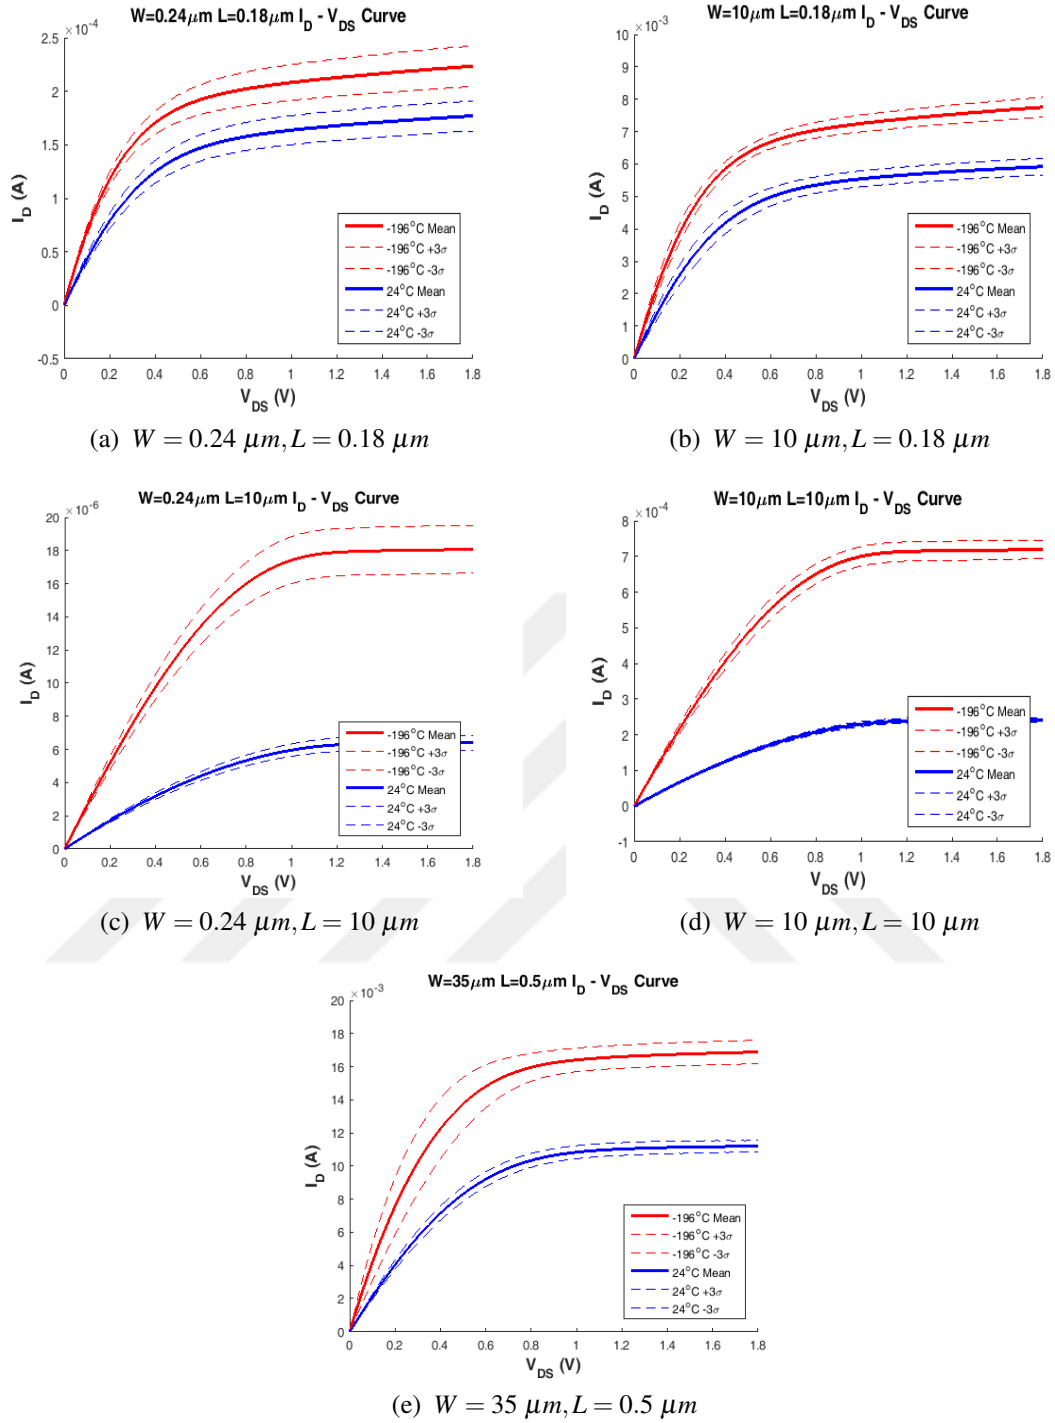 W=0.24μm L=0.18μm I_D - V_DS Curve
×10^-4
2.5
2
1.5
1
0.5
0
-0.5
I_D (A)
-196°C Mean
-196°C +3σ
-196°C -3σ
24°C Mean
24°C +3σ
24°C -3σ
0 0.2 0.4 0.6 0.8 1 1.2 1.4 1.6 1.8
V_DS (V)
(a) W = 0.24 μm, L = 0.18 μm
W=10μm L=0.18μm I_D - V_DS Curve
×10^-3
10
9
8
7
6
5
4
3
2
1
0
I_D (A)
-196°C Mean
-196°C +3σ
-196°C -3σ
24°C Mean
24°C +3σ
24°C -3σ
0 0.2 0.4 0.6 0.8 1 1.2 1.4 1.6 1.8
V_DS (V)
(b) W = 10 μm, L = 0.18 μm
W=0.24μm L=10μm I_D - V_DS Curve
×10^-6
20
18
16
14
12
10
8
6
4
2
0
I_D (A)
-196°C Mean
-196°C +3σ
-196°C -3σ
24°C Mean
24°C +3σ
24°C -3σ
0 0.2 0.4 0.6 0.8 1 1.2 1.4 1.6 1.8
V_DS (V)
(c) W = 0.24 μm, L = 10 μm
W=10μm L=10μm I_D - V_DS Curve
×10^-4
8
7
6
5
4
3
2
1
0
-1
I_D (A)
-196°C Mean
-196°C +3σ
-196°C -3σ
24°C Mean
24°C +3σ
24°C -3σ
0 0.2 0.4 0.6 0.8 1 1.2 1.4 1.6 1.8
V_DS (V)
(d) W = 10 μm, L = 10 μm
W=35μm L=0.5μm I_D - V_DS Curve
×10^-3
20
18
16
14
12
10
8
6
4
2
0
I_D (A)
-196°C Mean
-196°C +3σ
-196°C -3σ
24°C Mean
24°C +3σ
24°C -3σ
0 0.2 0.4 0.6 0.8 1 1.2 1.4 1.6 1.8
V_DS (V)
(e) W = 35 μm, L = 0.5 μm